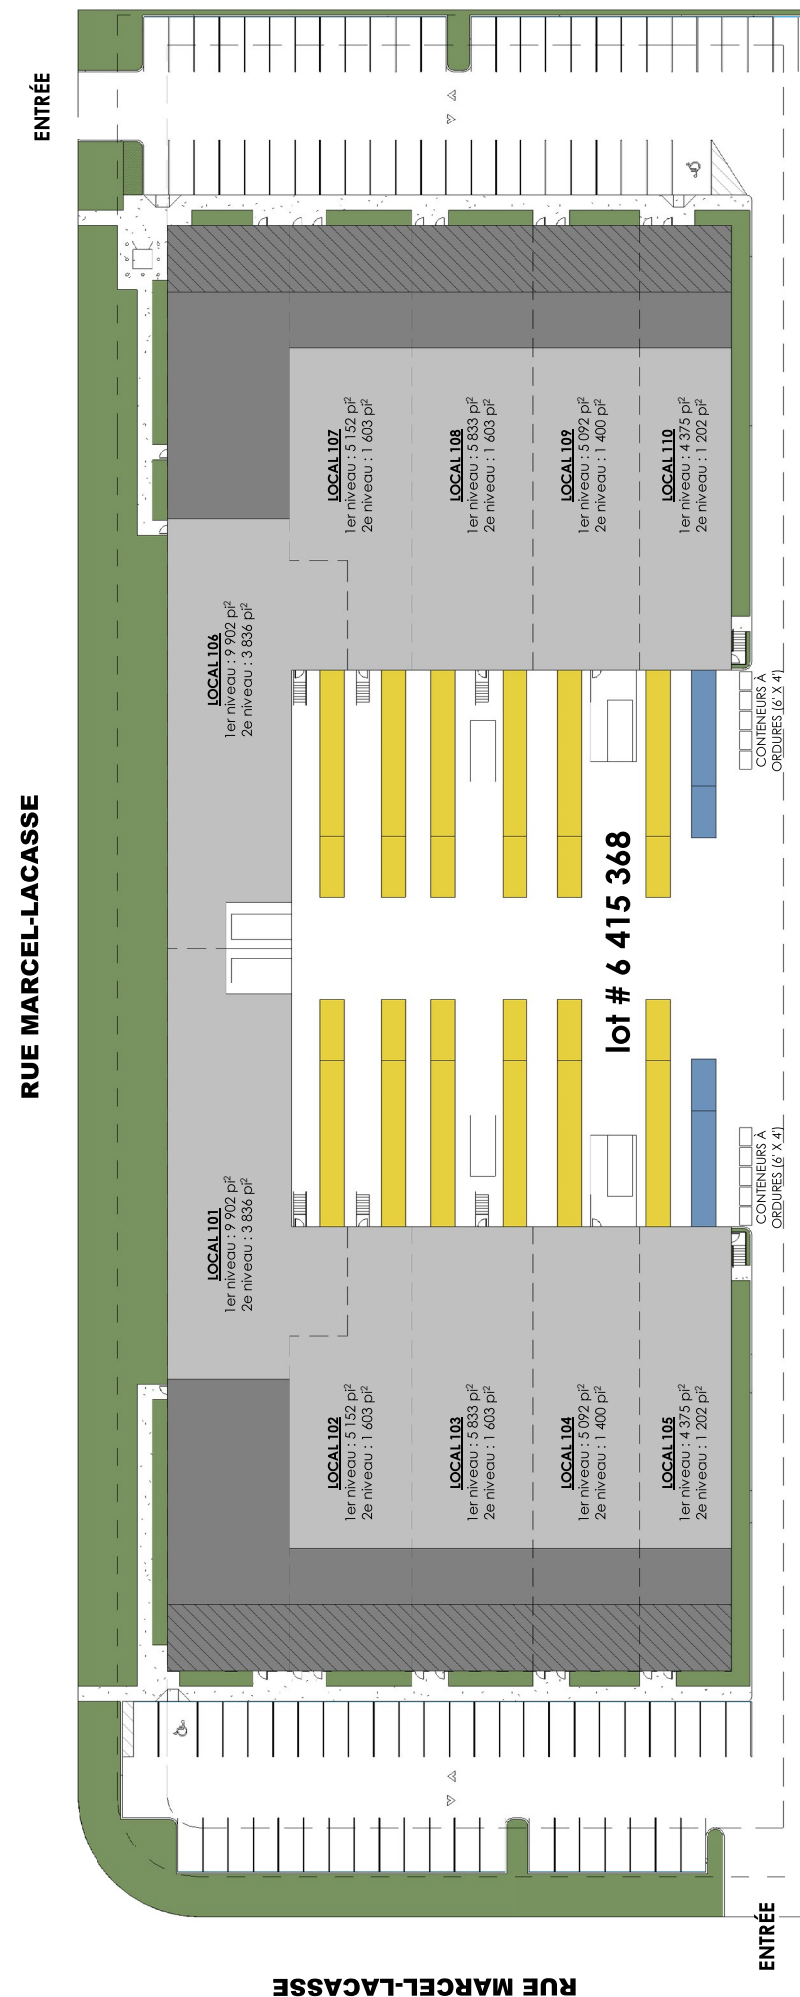 RUE MARCEL-LACASSE
ENTRÉE
LOCAL 101
1er niveau : 9 902 pi²
2e niveau : 3 836 pi²
LOCAL 106
1er niveau : 9 902 pi²
2e niveau : 3 836 pi²
LOCAL 102
1er niveau : 5 152 pi²
2e niveau : 1 603 pi²
LOCAL 107
1er niveau : 5 152 pi²
2e niveau : 1 603 pi²
LOCAL 103
1er niveau : 5 833 pi²
2e niveau : 1 603 pi²
LOCAL 108
1er niveau : 5 833 pi²
2e niveau : 1 603 pi²
LOCAL 104
1er niveau : 5 092 pi²
2e niveau : 1 400 pi²
LOCAL 109
1er niveau : 5 092 pi²
2e niveau : 1 400 pi²
lot # 6 415 368
LOCAL 105
1er niveau : 4 375 pi²
2e niveau : 1 202 pi²
LOCAL 110
1er niveau : 4 375 pi²
2e niveau : 1 202 pi²
CONTENEURS À
ORDURES (6' X 4')
CONTENEURS À
ORDURES (6' X 4')
ENTRÉE
RUE MARCEL-LACASSE